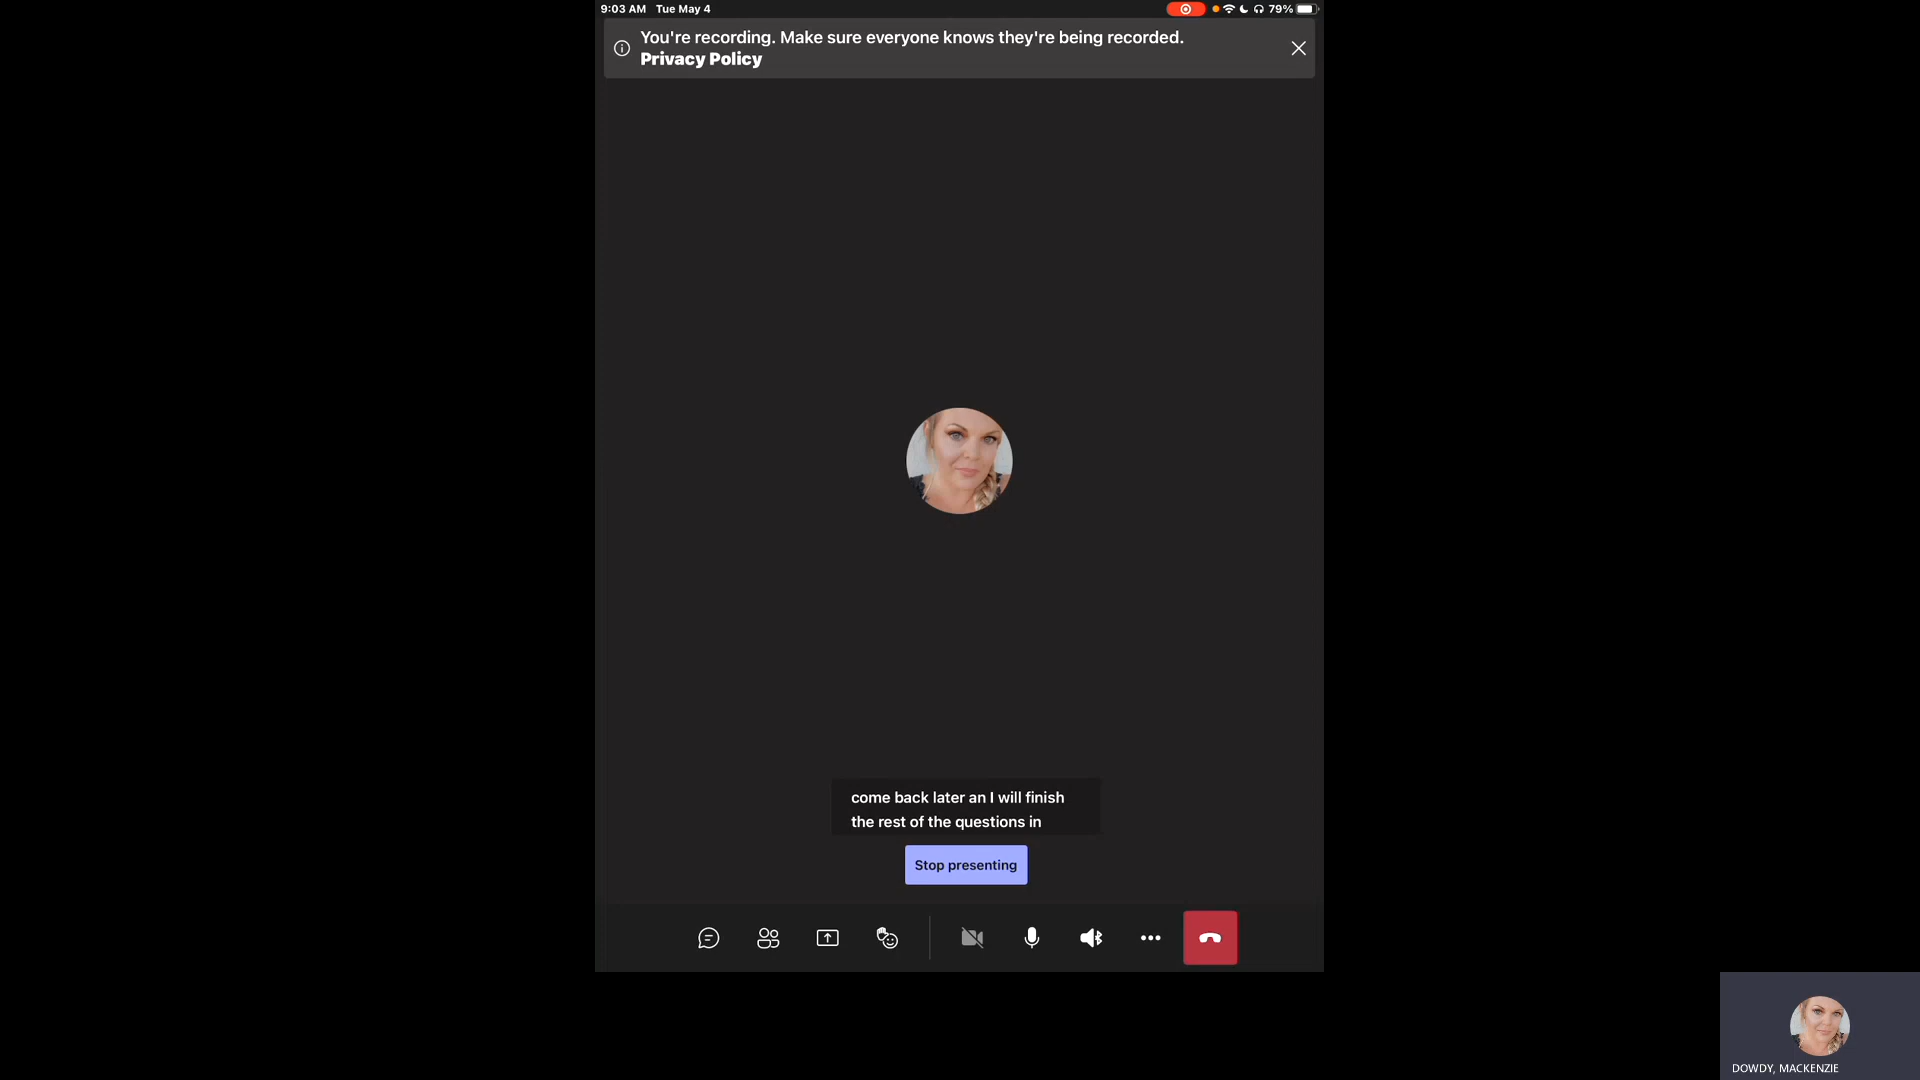 9:03 AM Tue May 4
79%
You're recording. Make sure everyone knows they're being recorded.
Privacy Policy
come back later an I will finish
the rest of the questions in
Stop presenting
DOWDY, MACKENZIE